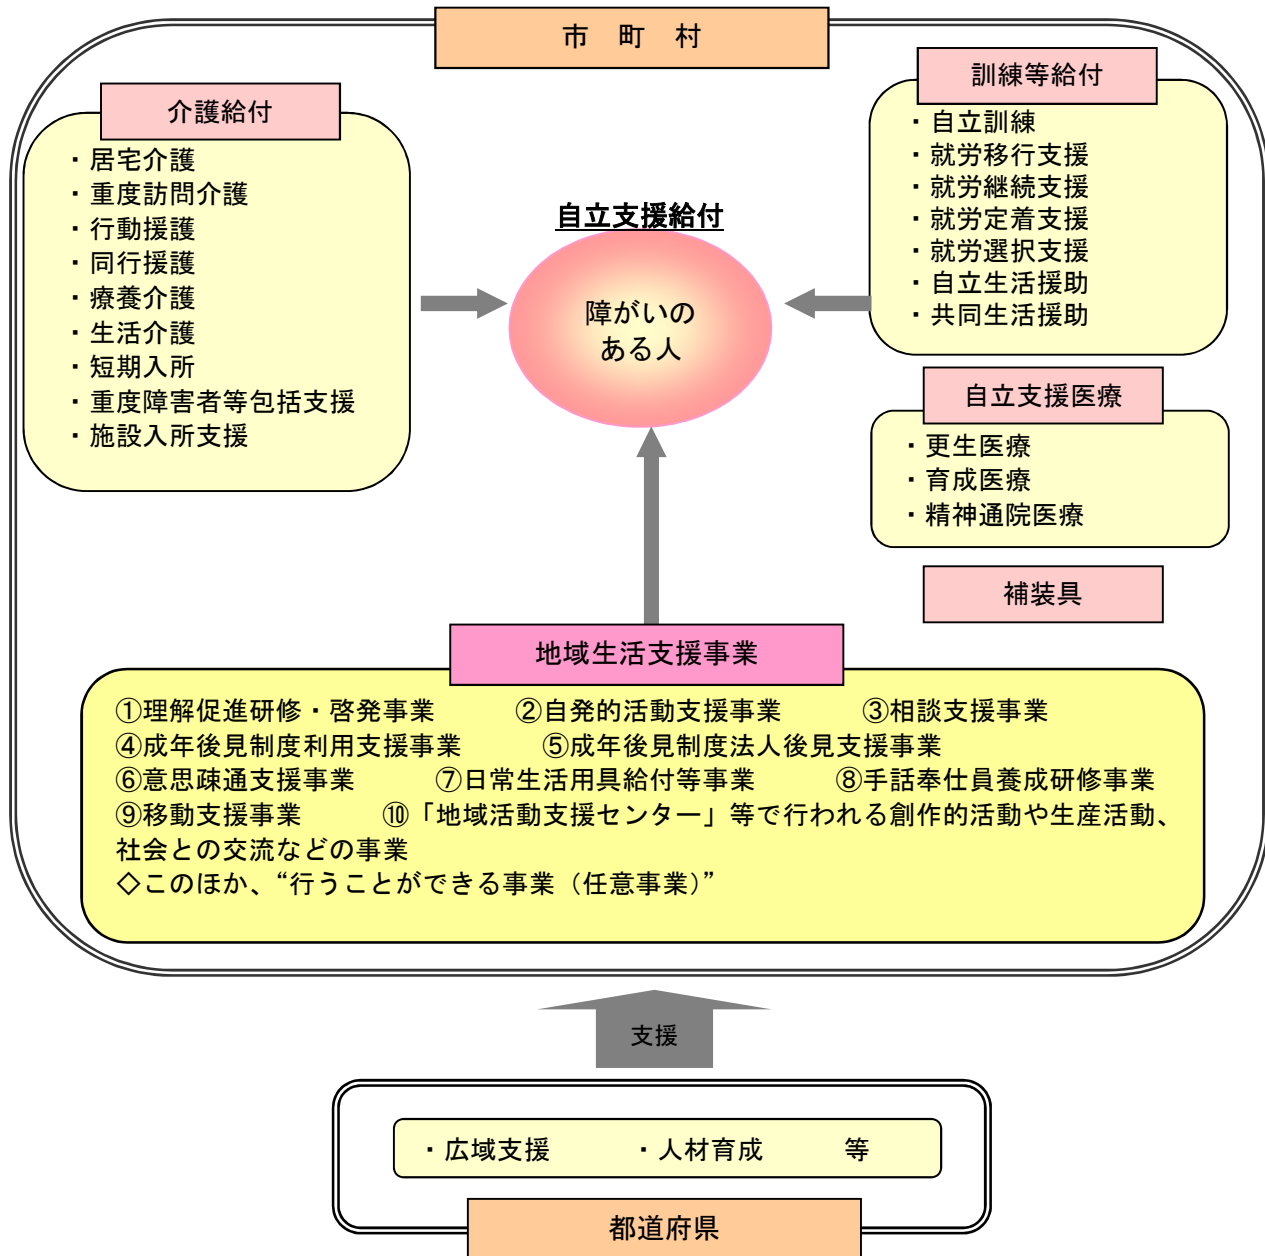 市　町　村
介護給付
・居宅介護
・重度訪問介護
・行動援護
・同行援護
・療養介護
・生活介護
・短期入所
・重度障害者等包括支援
・施設入所支援
自立支援給付
障がいの
ある人
訓練等給付
・自立訓練
・就労移行支援
・就労継続支援
・就労定着支援
・就労選択支援
・自立生活援助
・共同生活援助
自立支援医療
・更生医療
・育成医療
・精神通院医療
補装具
地域生活支援事業
①理解促進研修・啓発事業　　　②自発的活動支援事業　　　③相談支援事業
④成年後見制度利用支援事業　　　⑤成年後見制度法人後見支援事業
⑥意思疎通支援事業　　　⑦日常生活用具給付等事業　　　⑧手話奉仕員養成研修事業
⑨移動支援事業　　　⑩「地域活動支援センター」等で行われる創作的活動や生産活動、
社会との交流などの事業
◇このほか、“行うことができる事業（任意事業）”
支援
・広域支援　　　・人材育成　　　等
都道府県